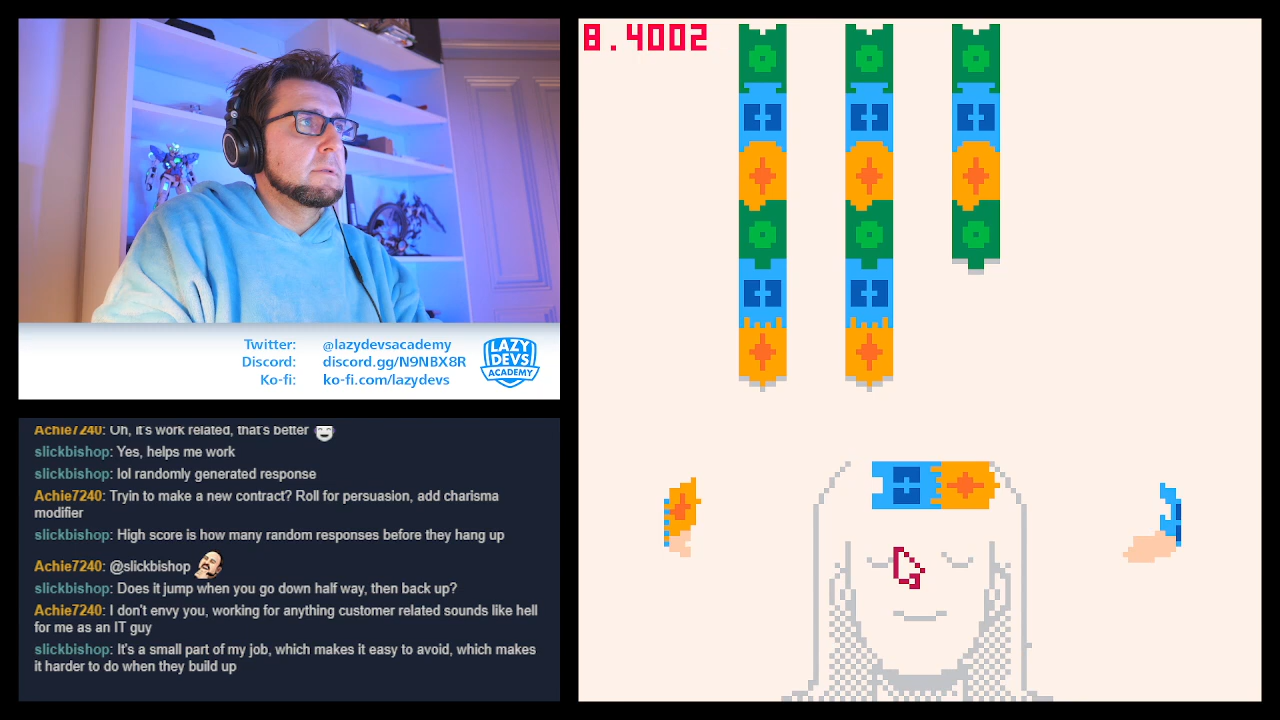 8.4002
Twitter: @lazydevsacademy
Discord: discord.gg/N9NBX8R
Ko-fi: ko-fi.com/lazydevs
LAZY
DEVS
ACADEMY
Achie7240: Oh, it's work related, that's better
slickbishop: Yes, helps me work
slickbishop: lol randomly generated response
Achie7240: Tryin to make a new contract? Roll for persuasion, add charisma
modifier
slickbishop: High score is how many random responses before they hang up
Achie7240: @slickbishop
slickbishop: Does it jump when you go down half way, then back up?
Achie7240: I don't envy you, working for anything customer related sounds like hell
for me as an IT guy
slickbishop: It's a small part of my job, which makes it easy to avoid, which makes
it harder to do when they build up